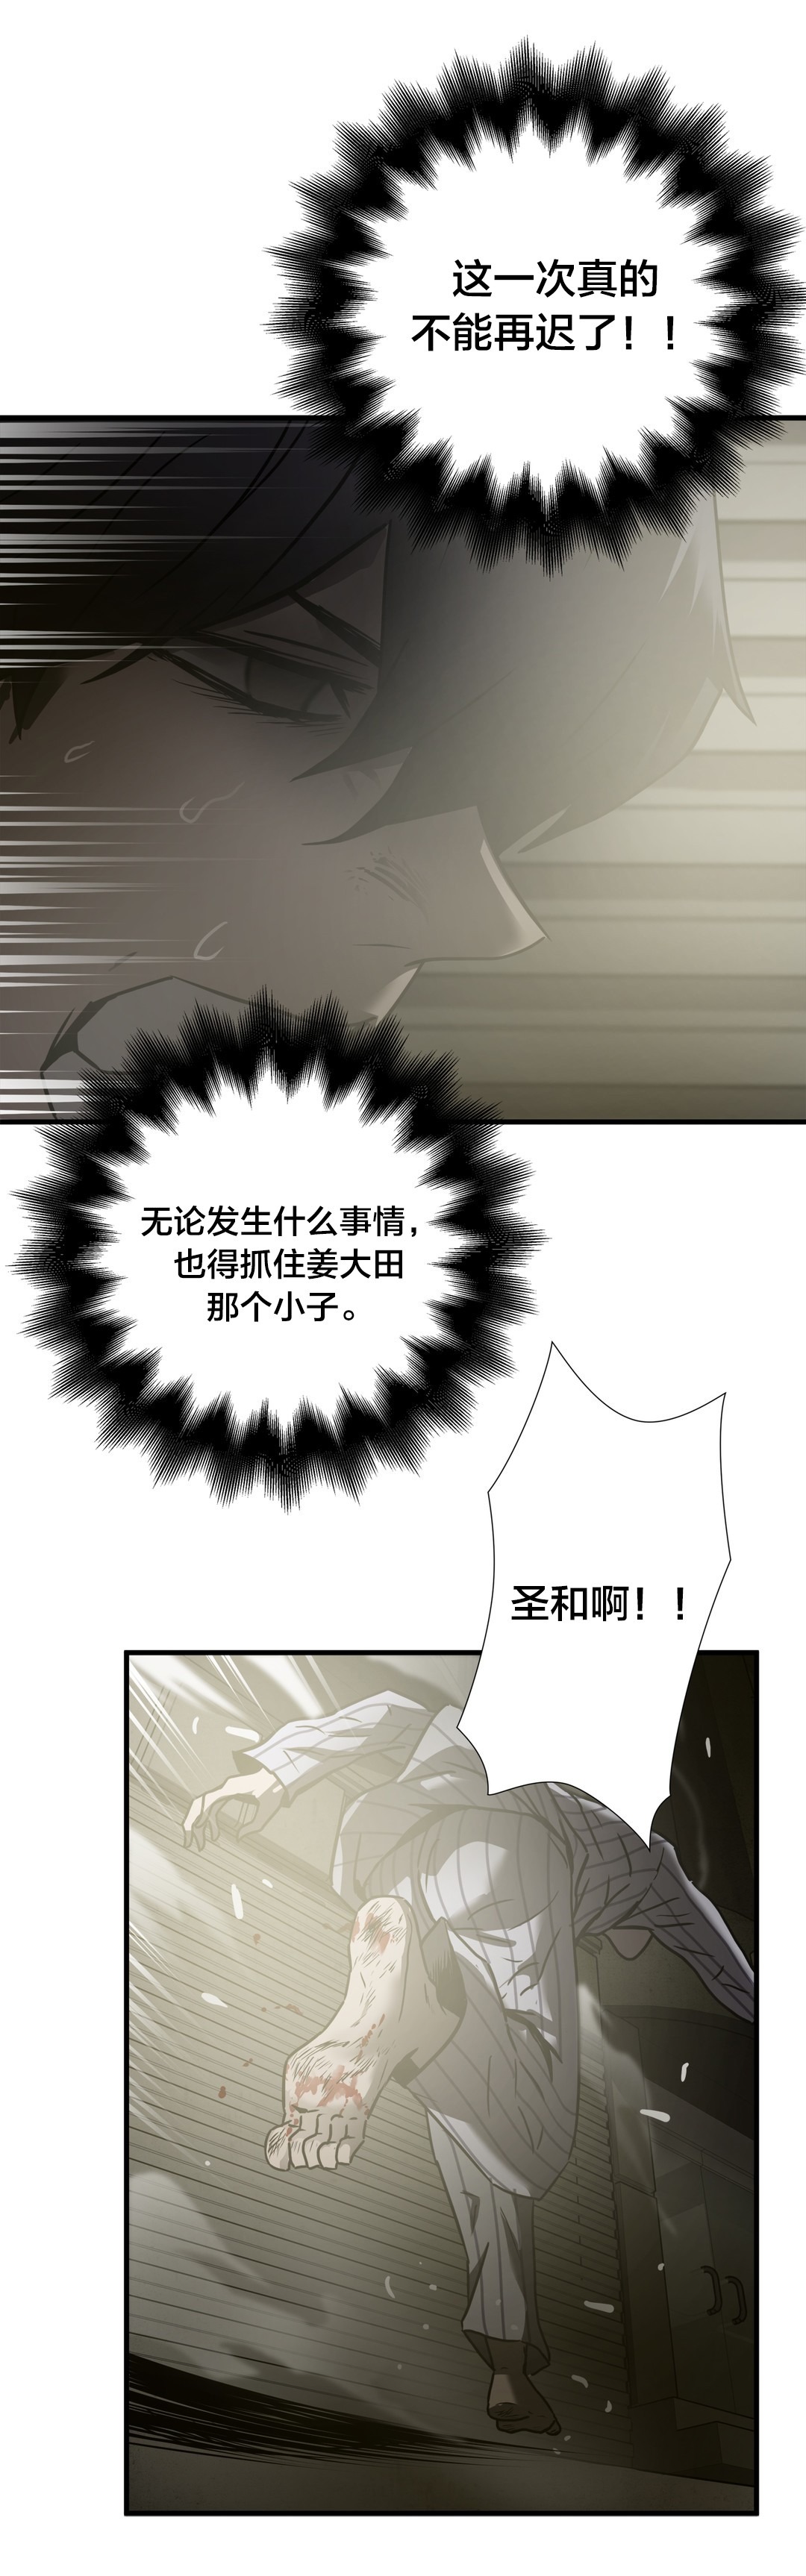 这一次真的
不能再迟了！！
无论发生什么事情，
也得抓住姜大田
那个小子。
圣和啊！！